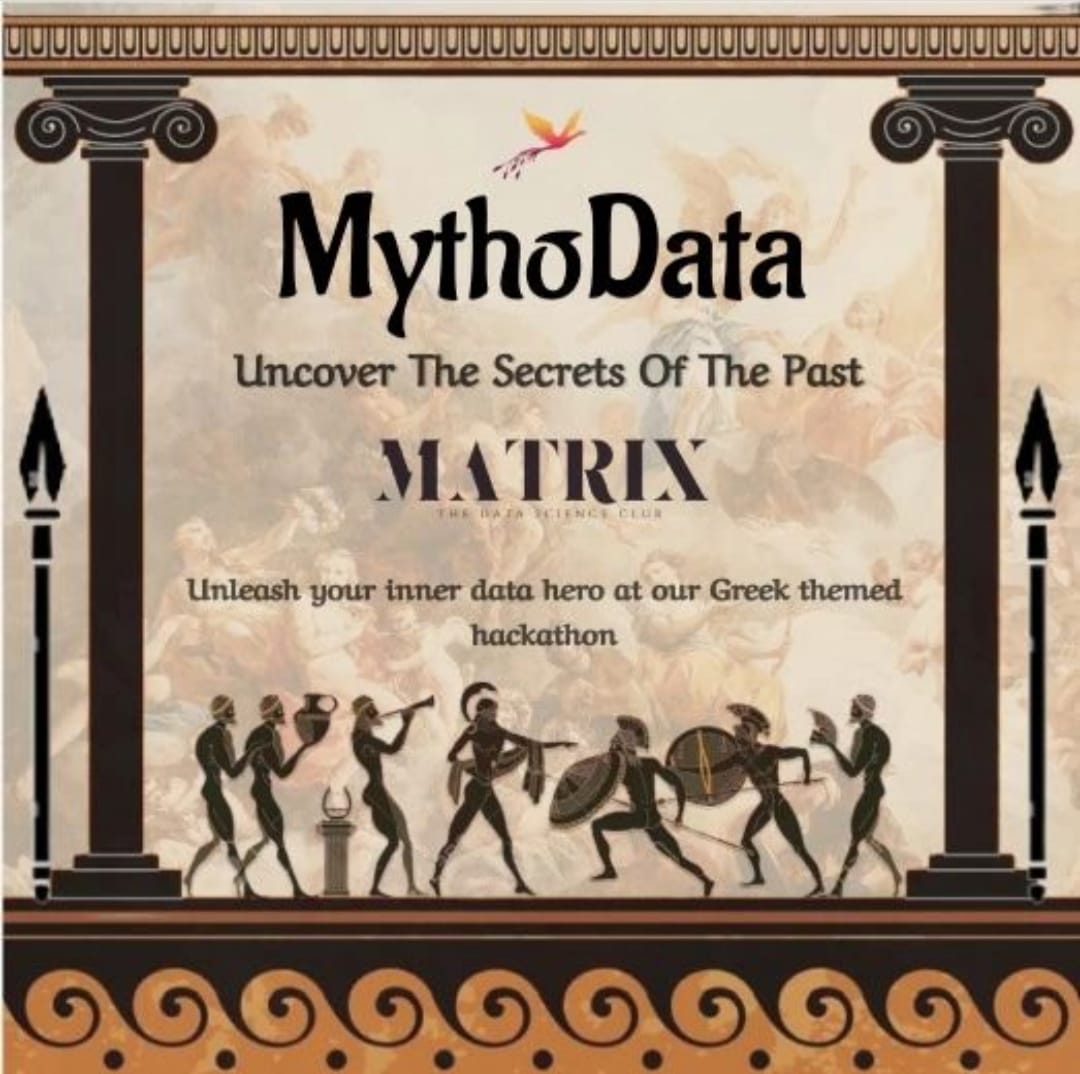 MythoData
Uncover The Secrets Of The Past
MATRIX
THE DATA SCIENCE CLUB
Unleash your inner data hero at our Greek themed
hackathon